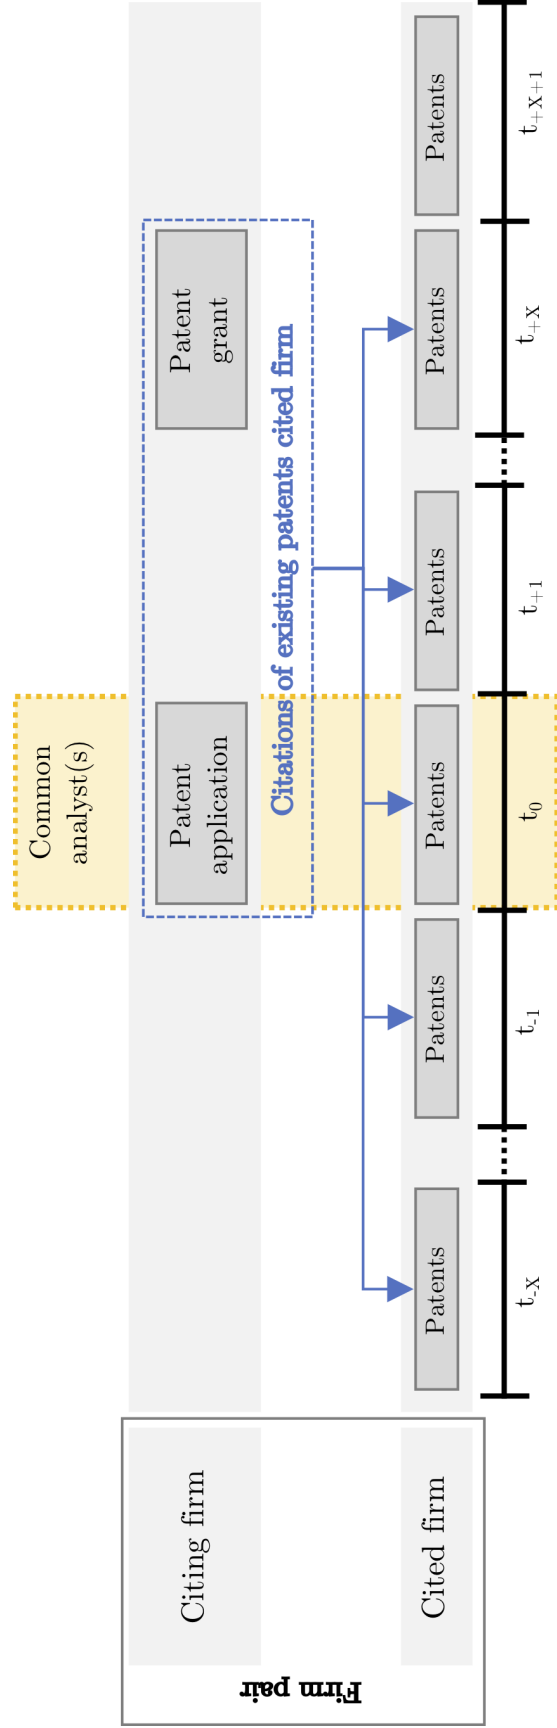 Common
analyst(s)
Firm pair
Citing firm
Patent
application
Patent
grant
Citations of existing patents cited firm
Cited firm
Patents
Patents
Patents
Patents
Patents
Patents
t-X
t-1
t0
t+1
t+X
t+X+1